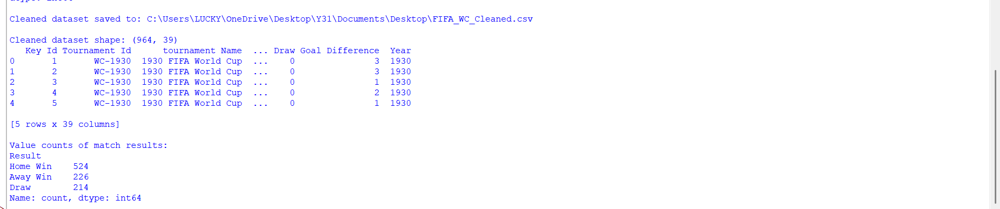 Cleaned dataset saved to: C:\Users\LUCKY\OneDrive\Desktop\Y31\Documents\Desktop\FIFA_WC_Cleaned.csv
Cleaned dataset shape: (964, 39)
Key Id Tournament Id tournament Name ... Draw Goal Difference Year
0 1 WC-1930 1930 FIFA World Cup ... 0 3 1930
1 2 WC-1930 1930 FIFA World Cup ... 0 3 1930
2 3 WC-1930 1930 FIFA World Cup ... 0 1 1930
3 4 WC-1930 1930 FIFA World Cup ... 0 2 1930
4 5 WC-1930 1930 FIFA World Cup ... 0 1 1930
[5 rows x 39 columns]
Value counts of match results:
Result
Home Win 524
Away Win 226
Draw 214
Name: count, dtype: int64